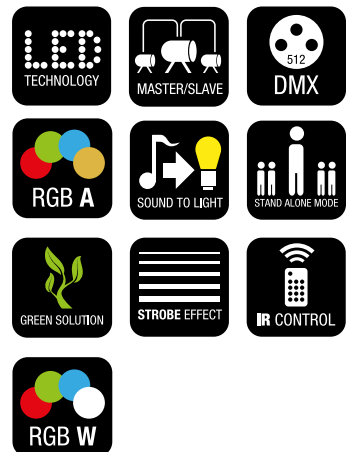 LED
TECHNOLOGY
MASTER/SLAVE
512
DMX
RGB A
SOUND TO LIGHT
STAND ALONE MODE
GREEN SOLUTION
STROBE EFFECT
IR CONTROL
RGB W